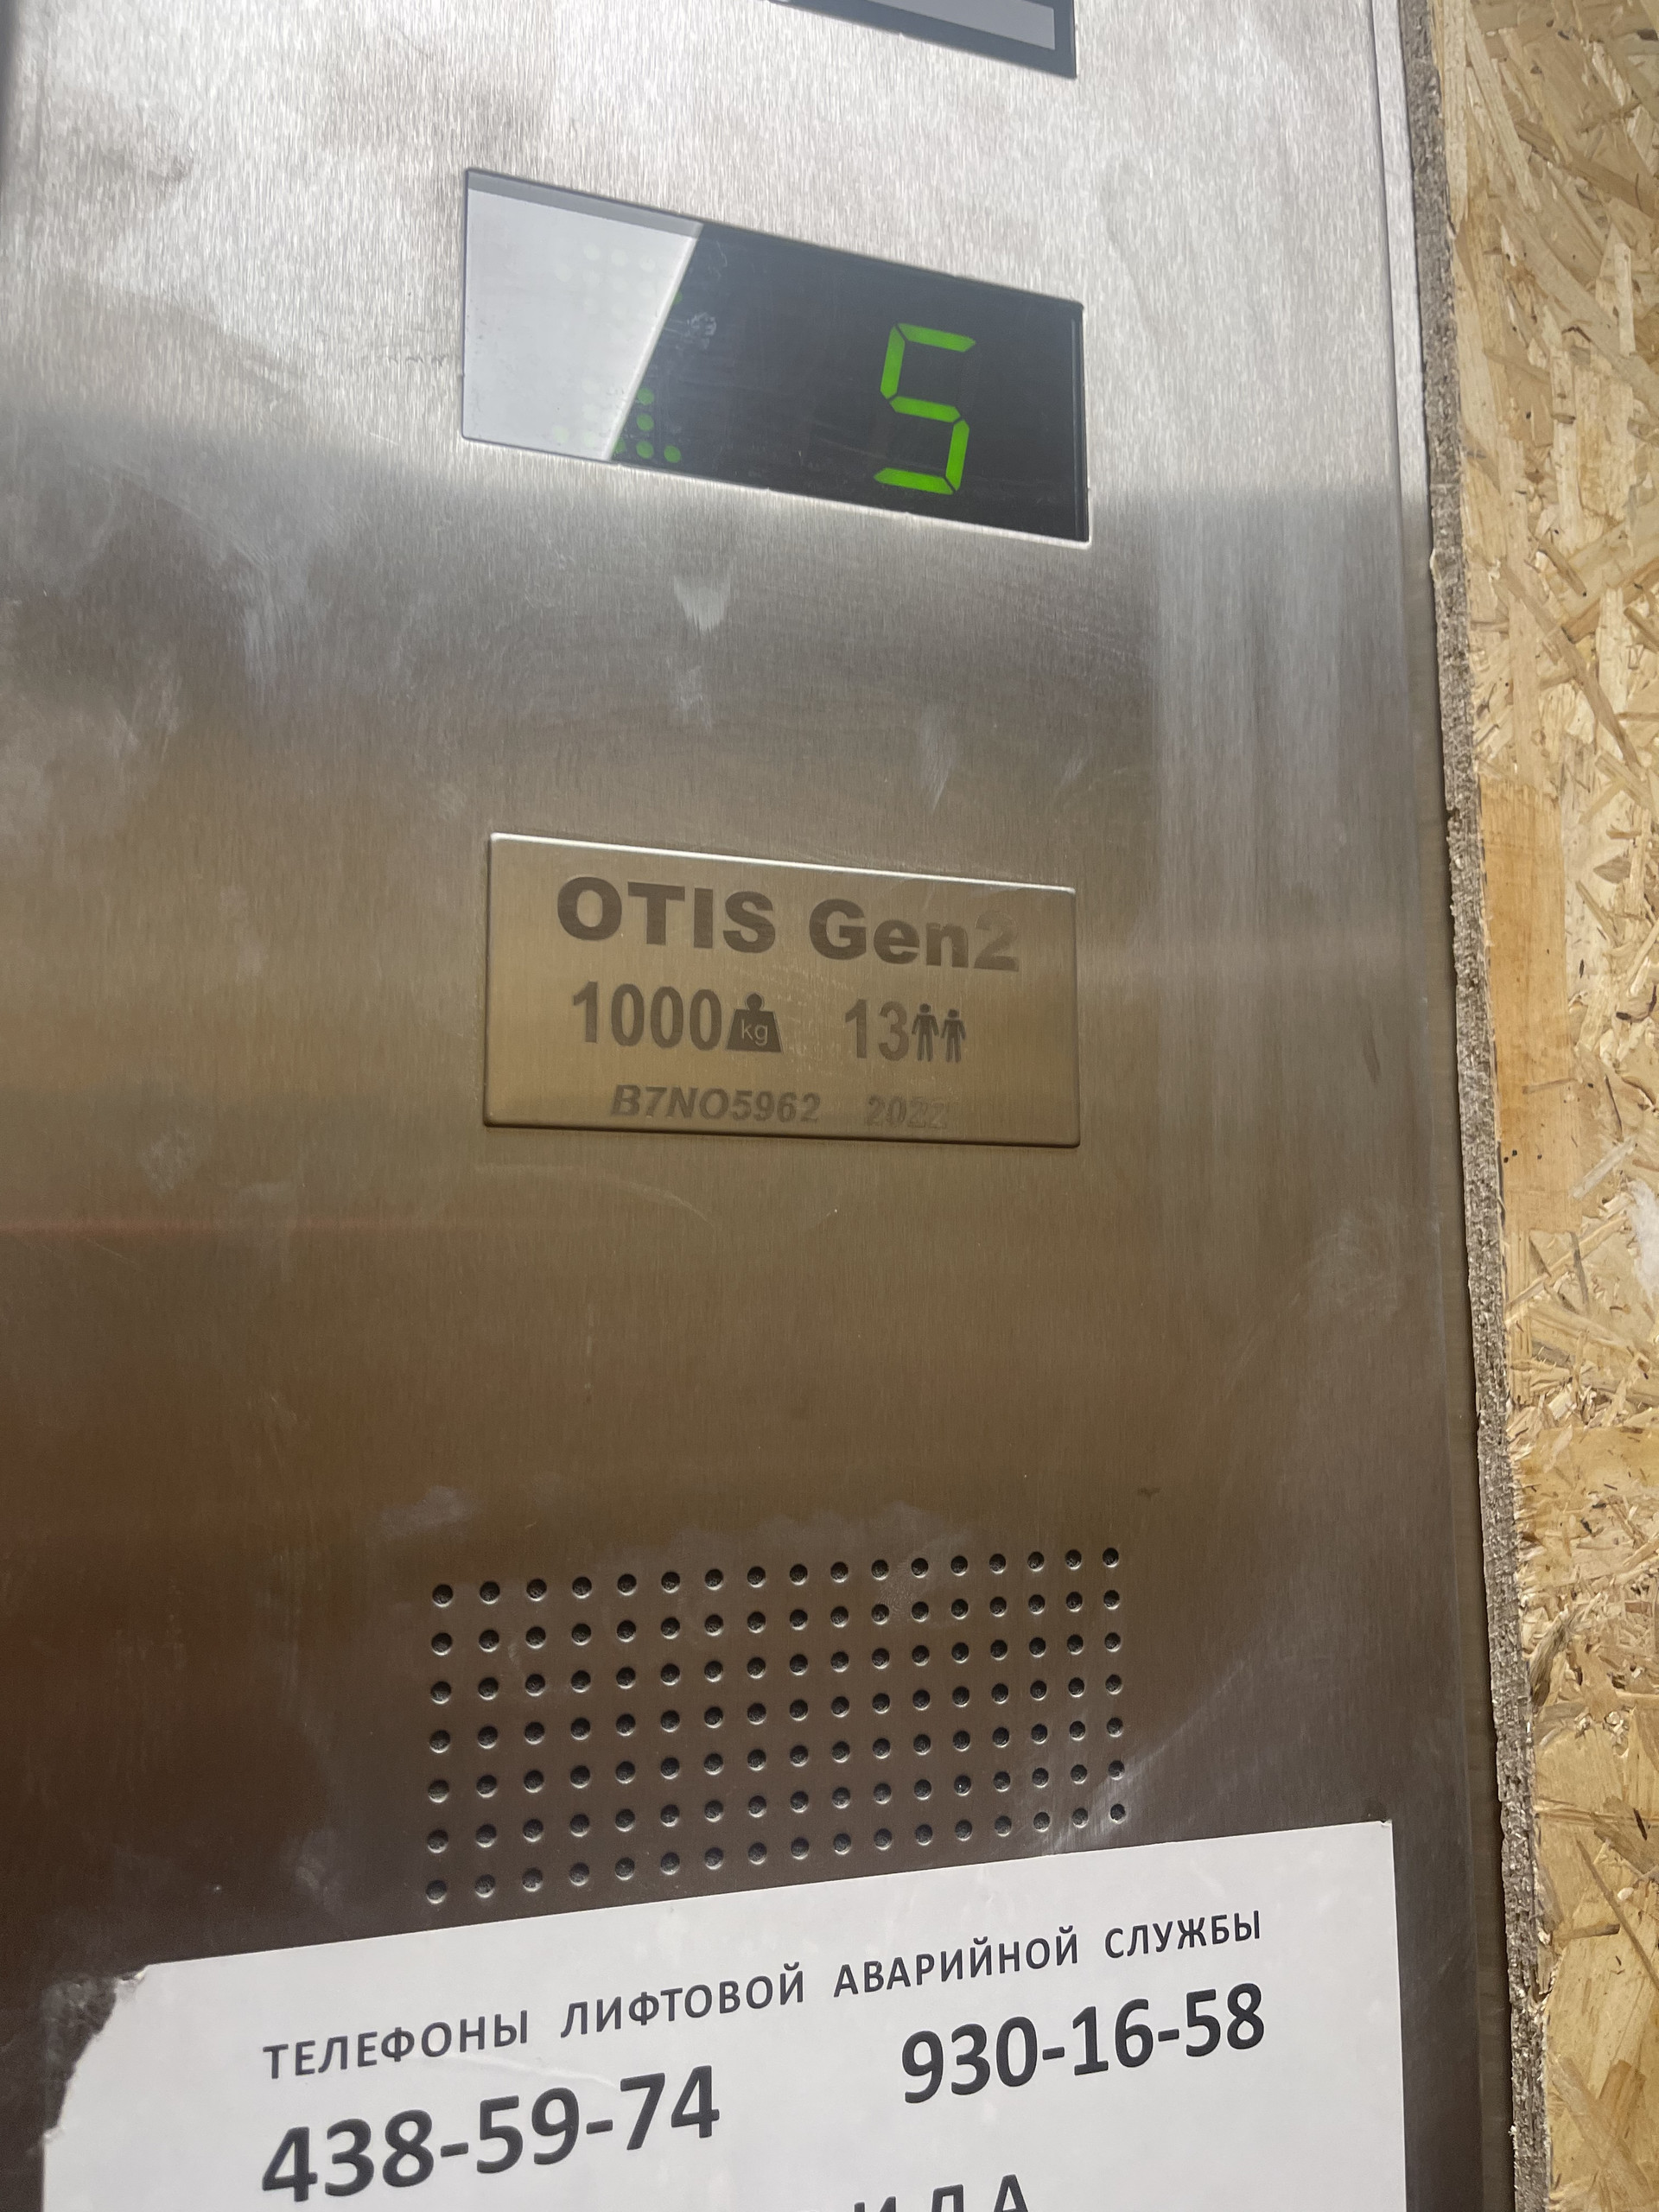 5
OTIS Gen2
1000 kg 13
B7NO5962 2022
ТЕЛЕФОНЫ ЛИФТОВОЙ АВАРИЙНОЙ СЛУЖБЫ
438-59-74 930-16-58